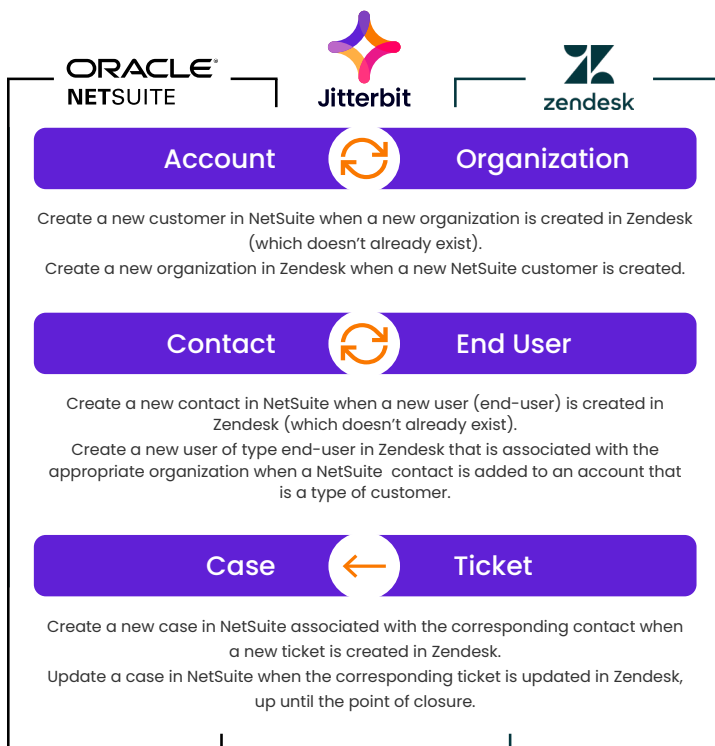 ORACLE®
NETSUITE
Jitterbit
zendesk
Account
Organization
Create a new customer in NetSuite when a new organization is created in Zendesk
(which doesn’t already exist).
Create a new organization in Zendesk when a new NetSuite customer is created.
Contact
End User
Create a new contact in NetSuite when a new user (end-user) is created in
Zendesk (which doesn’t already exist).
Create a new user of type end-user in Zendesk that is associated with the
appropriate organization when a NetSuite contact is added to an account that
is a type of customer.
Case
Ticket
Create a new case in NetSuite associated with the corresponding contact when
a new ticket is created in Zendesk.
Update a case in NetSuite when the corresponding ticket is updated in Zendesk,
up until the point of closure.